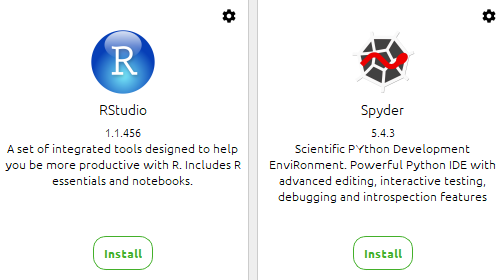 R
RStudio
1.1.456
A set of integrated tools designed to help
you be more productive with R. Includes R
essentials and notebooks.
Install
Spyder
5.4.3
Scientific PYthon Development
EnviRonment. Powerful Python IDE with
advanced editing, interactive testing,
debugging and introspection features
Install